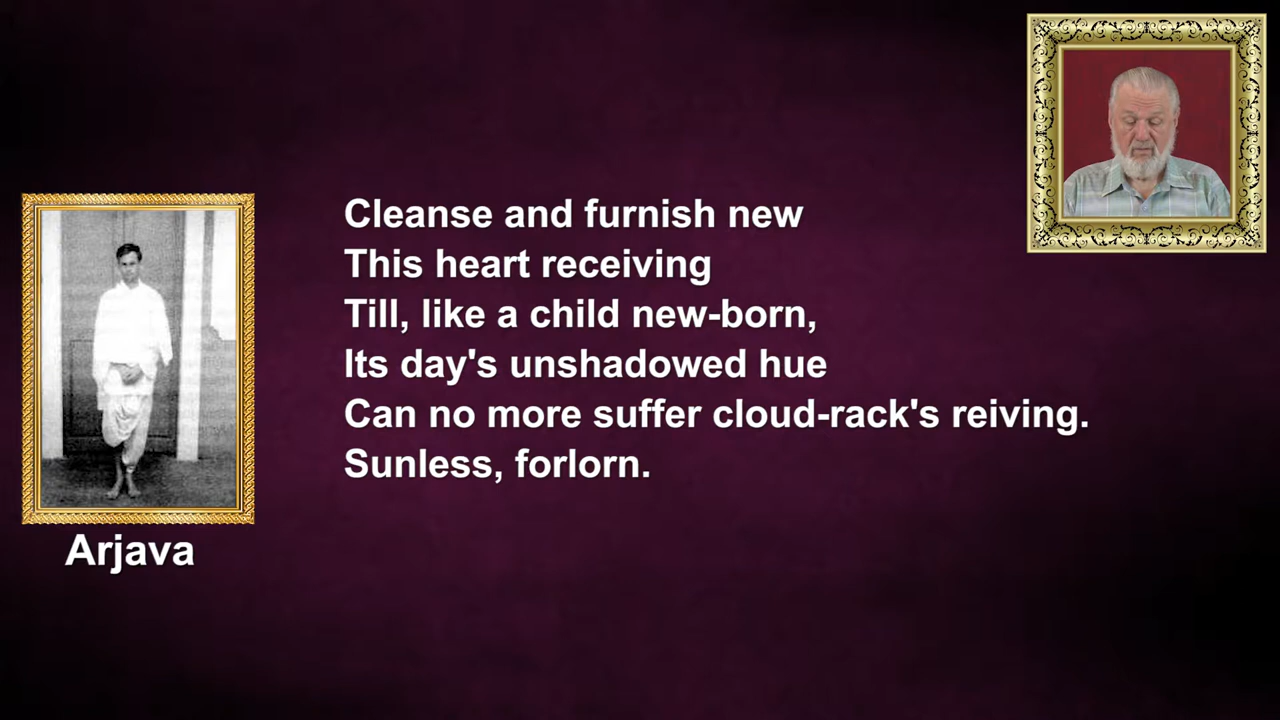 Cleanse and furnish new
This heart receiving
Till, like a child new-born,
Its day's unshadowed hue
Can no more suffer cloud-rack's reiving.
Sunless, forlorn.
Arjava